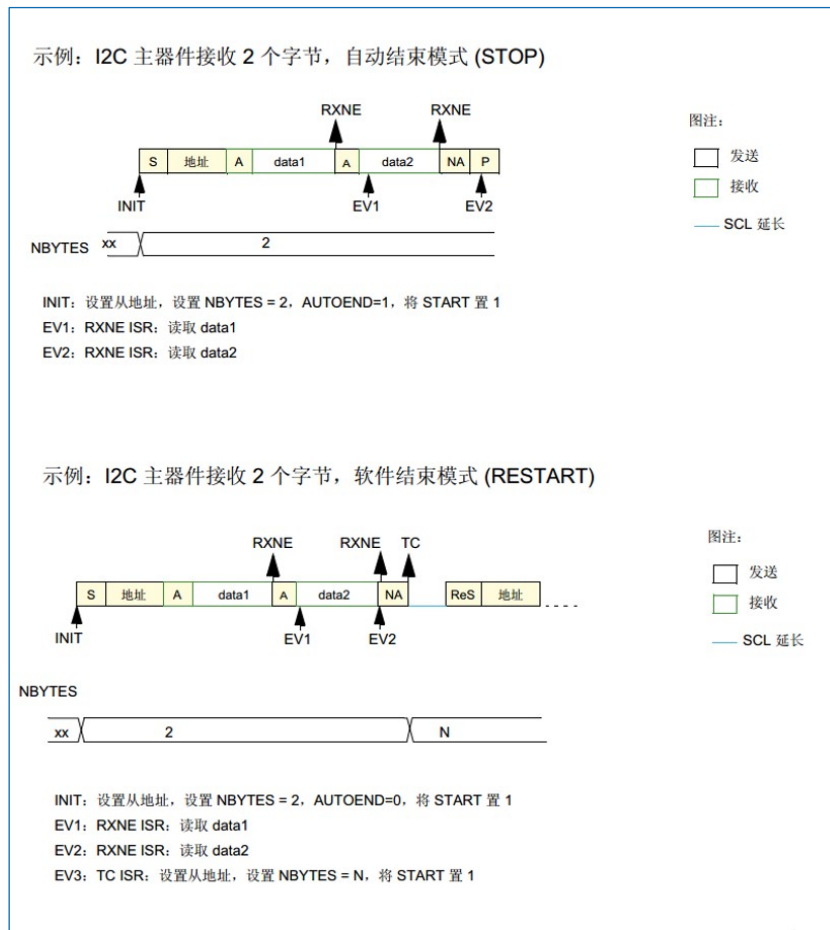 示例：I2C 主器件接收 2 个字节，自动结束模式 (STOP)
RXNE RXNE
图注：
S 地址 A data1 A data2 NA P
发送
INIT EV1 EV2
接收
SCL 延长
NBYTES xx 2
INIT：设置从地址，设置 NBYTES = 2，AUTOEND=1，将 START 置 1
EV1：RXNE ISR：读取 data1
EV2：RXNE ISR：读取 data2
示例：I2C 主器件接收 2 个字节，软件结束模式 (RESTART)
RXNE RXNE TC
图注：
S 地址 A data1 A data2 NA ReS 地址
发送
接收
INIT EV1 EV2
SCL 延长
NBYTES
xx 2 N
INIT：设置从地址，设置 NBYTES = 2，AUTOEND=0，将 START 置 1
EV1：RXNE ISR：读取 data1
EV2：RXNE ISR：读取 data2
EV3：TC ISR：设置从地址，设置 NBYTES = N，将 START 置 1